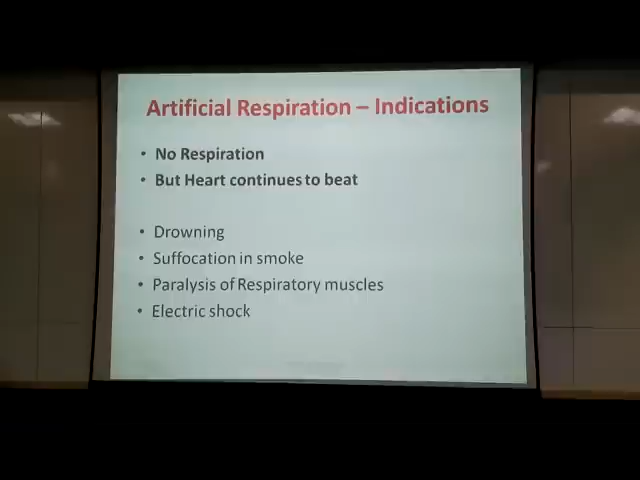 Artificial Respiration – Indications
• No Respiration
• But Heart continues to beat
• Drowning
• Suffocation in smoke
• Paralysis of Respiratory muscles
• Electric shock